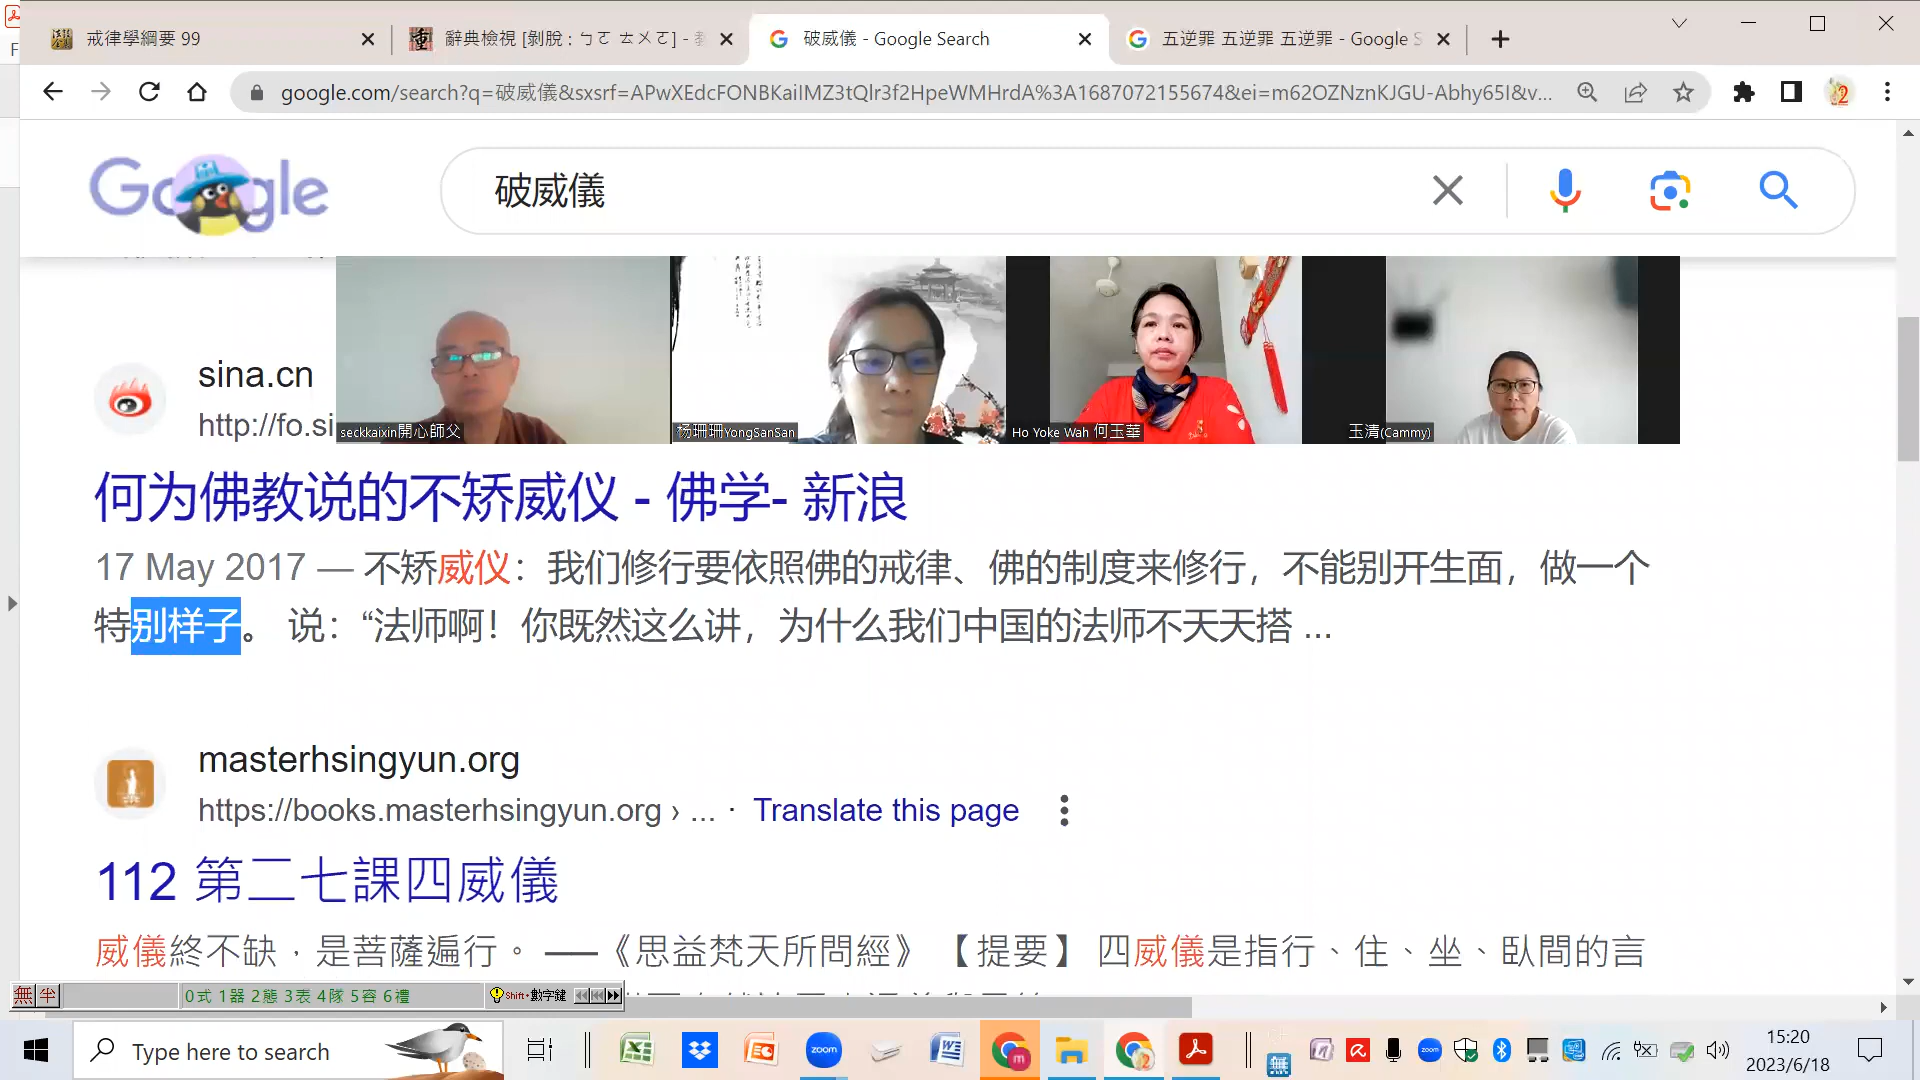 戒律學綱要 99
辭典檢視 [剝脫 : ㄅㄛ ㄊㄨㄛ] -
破威儀 - Google Search
五逆罪 五逆罪 五逆罪 - Google S
google.com/search?q=破威儀&sxsrf=APwXEdcFONBKaiIMZ3tQlr3f2HpeWMHrdA%3A1687072155674&ei=m62OZNznKJGU-Abhy65I&v...
Google
破威儀
sina.cn
http://fo.si
seckkaixin開心師父
杨珊珊YongSanSan
Ho Yoke Wah 何玉華
玉清(Cammy)
何为佛教说的不矫威仪 - 佛学- 新浪
17 May 2017 — 不矫威仪：我们修行要依照佛的戒律、佛的制度来修行，不能别开生面，做一个
特别样子。 说：“法师啊！你既然这么讲，为什么我们中国的法师不天天搭 ...
masterhsingyun.org
https://books.masterhsingyun.org › ... · Translate this page
112 第二七課四威儀
威儀終不缺，是菩薩遍行。 ──《思益梵天所問經》 【提要】 四威儀是指行、住、坐、臥間的言
無 半
0式 1器 2態 3表 4隊 5容 6禮
Shift+數字鍵
Type here to search
zoom
zoom
無
15:20
2023/6/18